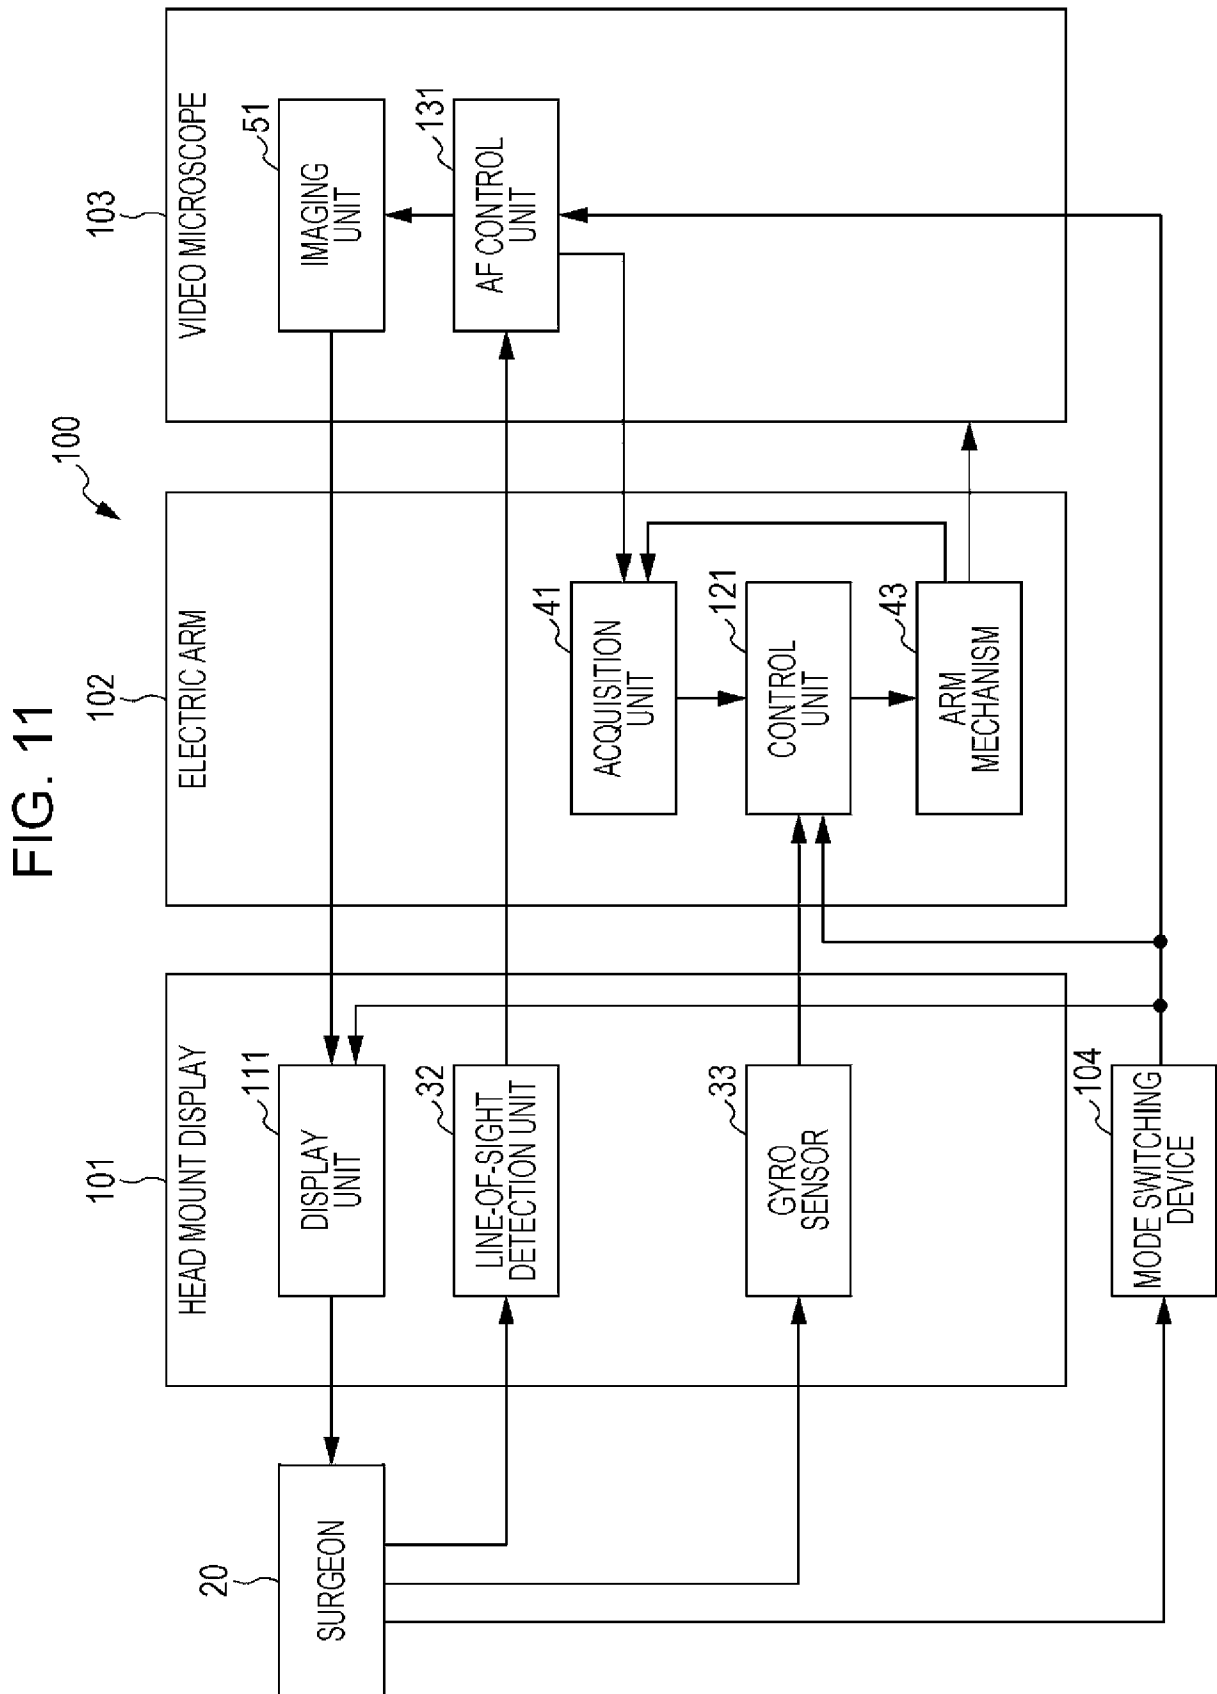 FIG. 11
100
20
SURGEON
101
HEAD MOUNT DISPLAY
111
DISPLAY
UNIT
32
LINE-OF-SIGHT
DETECTION UNIT
33
GYRO
SENSOR
104
MODE SWITCHING
DEVICE
102
ELECTRIC ARM
41
ACQUISITION
UNIT
121
CONTROL
UNIT
43
ARM
MECHANISM
103
VIDEO MICROSCOPE
51
IMAGING
UNIT
131
AF CONTROL
UNIT